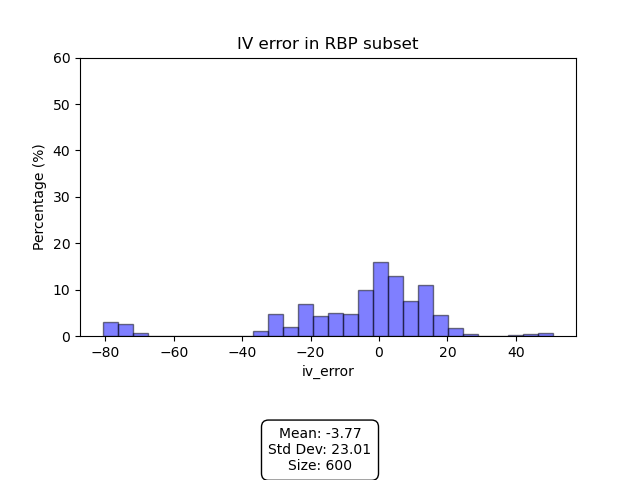 IV error in RBP subset
60
50
40
30
20
10
0
Percentage (%)
−80
−60
−40
−20
0
20
40
iv_error
Mean: -3.77
Std Dev: 23.01
Size: 600